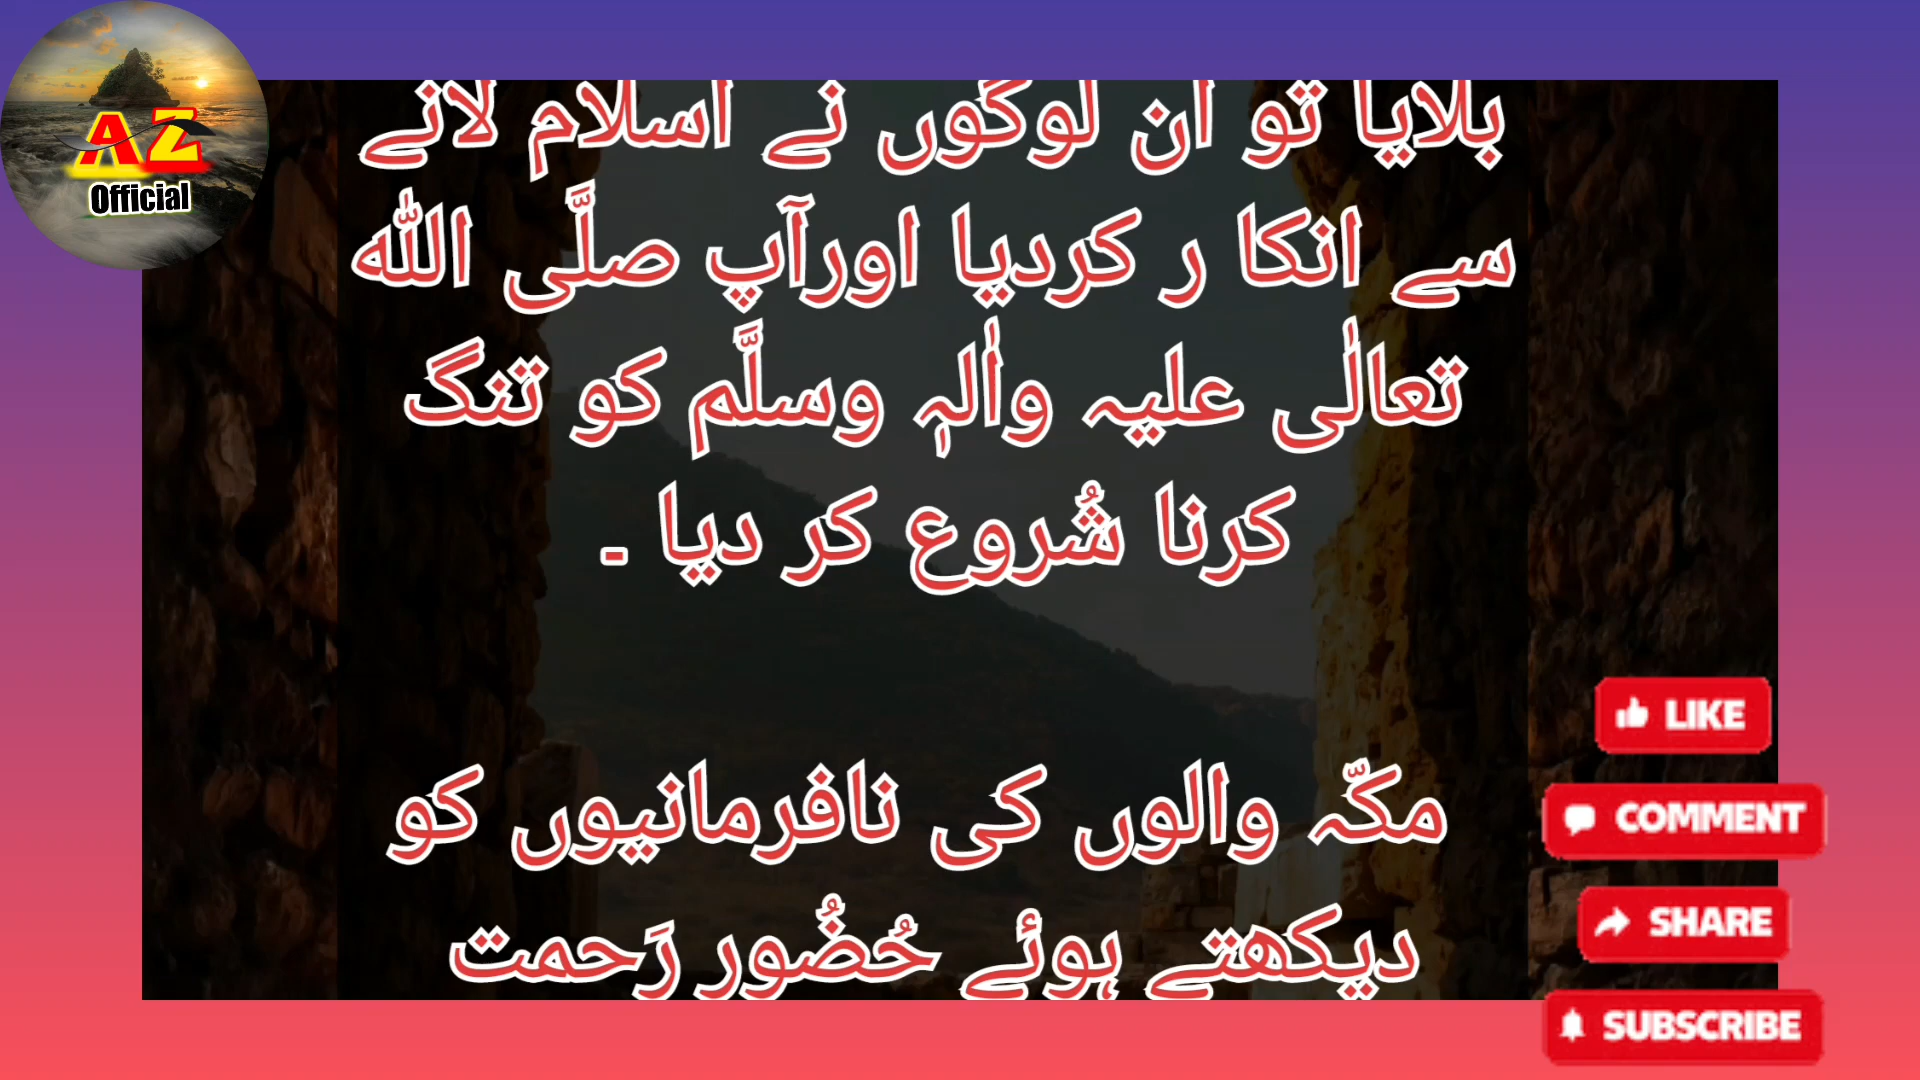 AZ
Official
بلایا تو ان لوگوں نے اسلام لانے
سے انکا ر کردیا اورآپ صلَّی اللّٰہ
تعالٰی علیہ واٰلہٖ وسلَّم کو تنگ
کرنا شُروع کر دیا ۔
مکّہ والوں کی نافرمانیوں کو
دیکھتے ہوئے حُضُور رَحمت
LIKE
COMMENT
SHARE
SUBSCRIBE